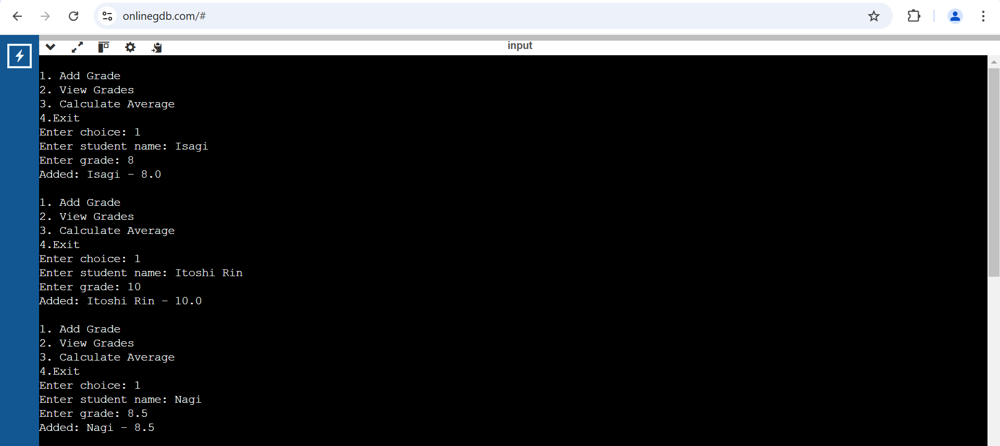 onlinegdb.com/#
input
1. Add Grade
2. View Grades
3. Calculate Average
4.Exit
Enter choice: 1
Enter student name: Isagi
Enter grade: 8
Added: Isagi - 8.0
1. Add Grade
2. View Grades
3. Calculate Average
4.Exit
Enter choice: 1
Enter student name: Itoshi Rin
Enter grade: 10
Added: Itoshi Rin - 10.0
1. Add Grade
2. View Grades
3. Calculate Average
4.Exit
Enter choice: 1
Enter student name: Nagi
Enter grade: 8.5
Added: Nagi - 8.5